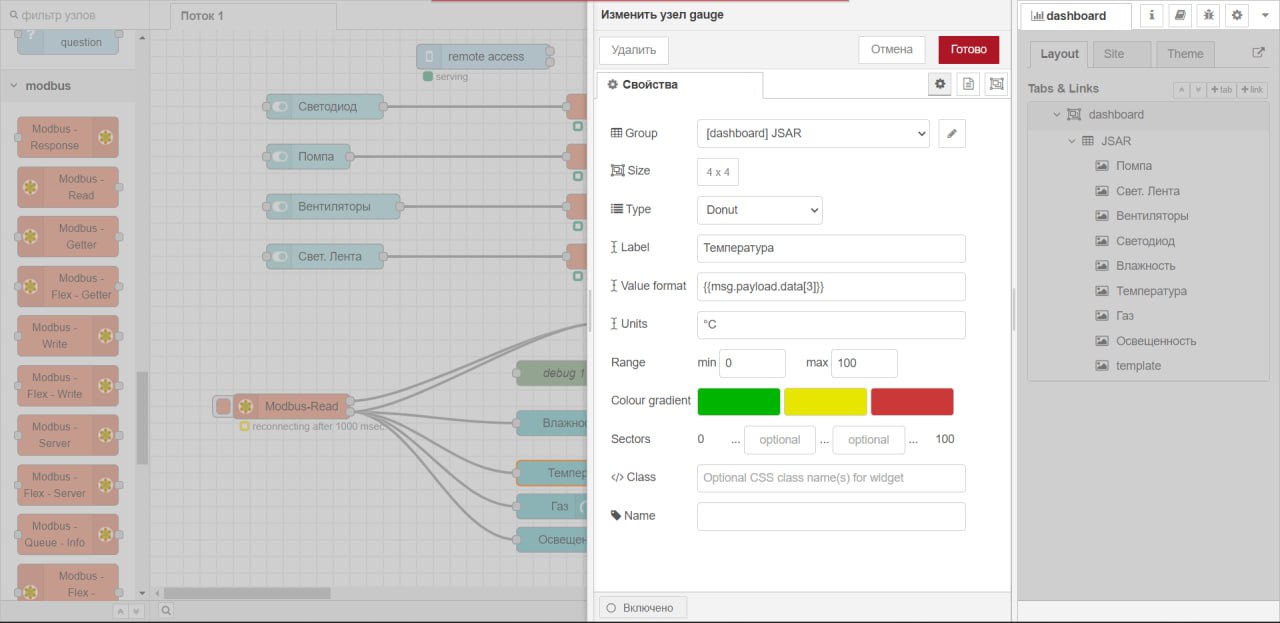 фильтр узлов
question
modbus
Modbus -
Response
Modbus -
Read
Modbus -
Getter
Modbus -
Flex - Getter
Modbus -
Write
Modbus -
Flex - Write
Modbus -
Server
Modbus -
Flex - Server
Modbus -
Queue - Info
Modbus -
Flex -
Поток 1
remote access
serving
Светодиод
Помпа
Вентиляторы
Свет. Лента
Modbus-Read
reconnecting after 1000 msec
debug 1
Влажнос
Темпер
Газ
Освещен
Изменить узел gauge
Удалить
Отмена
Готово
Свойства
Group
[dashboard] JSAR
Size
4 x 4
Type
Donut
Label
Температура
Value format
{{msg.payload.data[3]}}
Units
°C
Range
min 0
max 100
Colour gradient
Sectors
0 ... optional ... optional ... 100
</> Class
Optional CSS class name(s) for widget
Name
Включено
dashboard
i
Layout
Site
Theme
Tabs & Links
+tab
+link
dashboard
JSAR
Помпа
Свет. Лента
Вентиляторы
Светодиод
Влажность
Температура
Газ
Освещенность
template